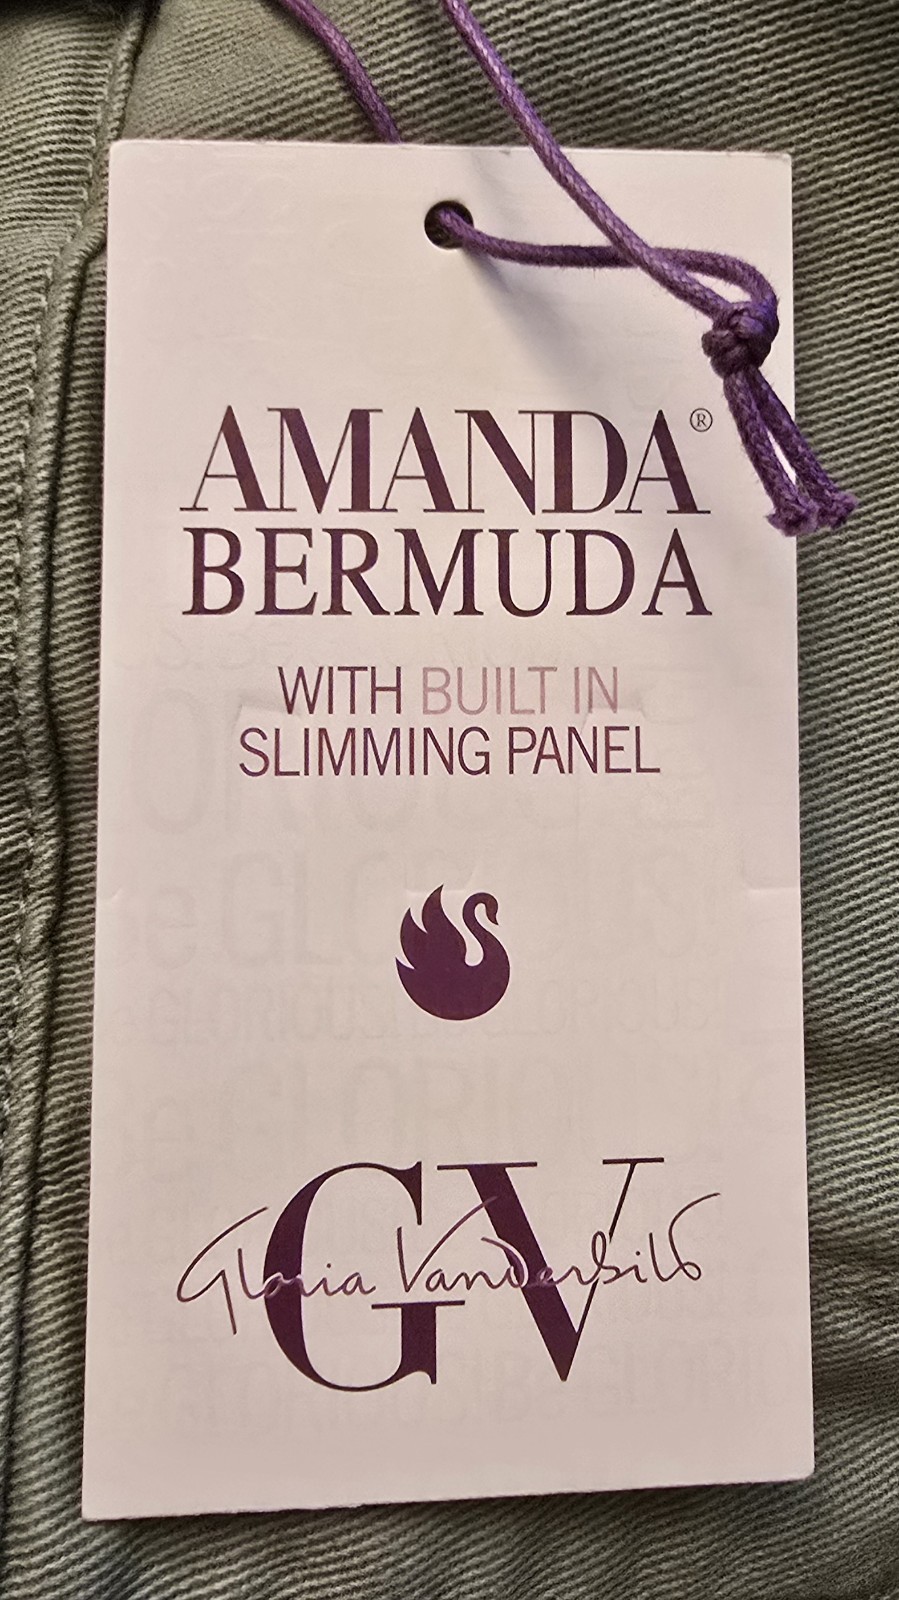 AMANDA®
BERMUDA
WITH BUILT IN
SLIMMING PANEL
GV
Gloria Vanderbilt